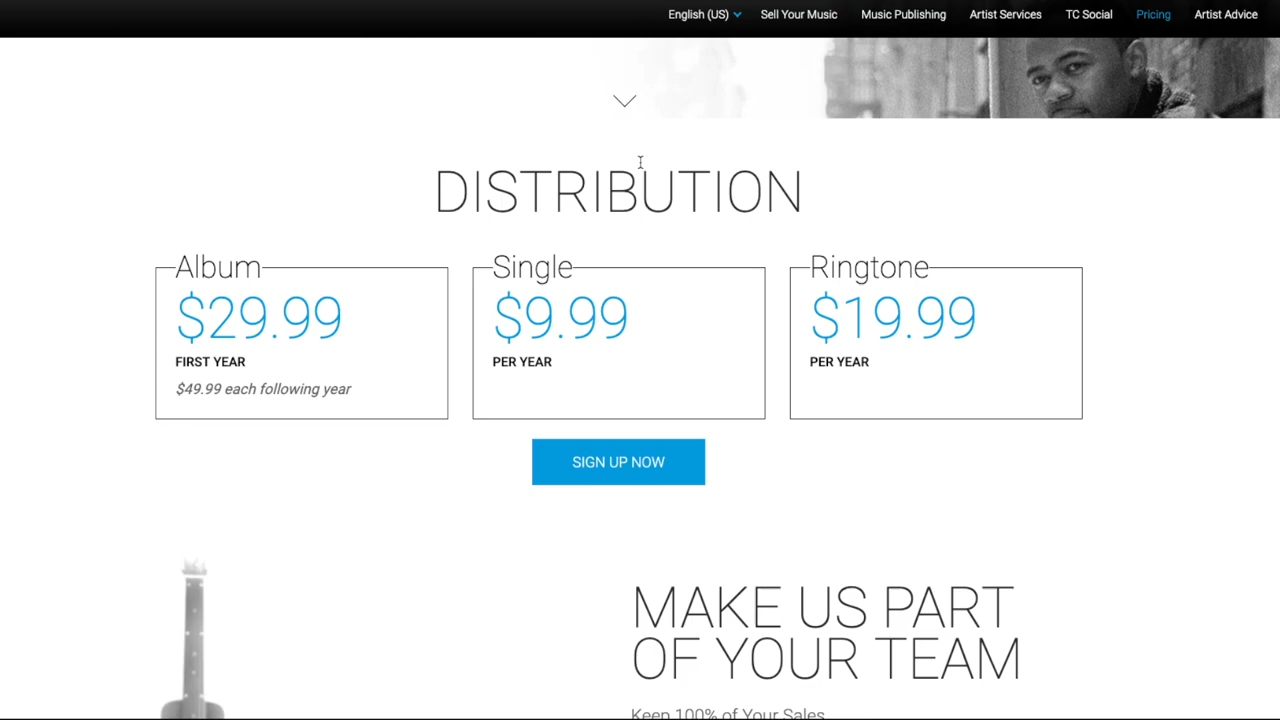 English (US) Sell Your Music Music Publishing Artist Services TC Social Pricing Artist Advice
DISTRIBUTION
Album
$29.99
FIRST YEAR
$49.99 each following year
Single
$9.99
PER YEAR
Ringtone
$19.99
PER YEAR
SIGN UP NOW
MAKE US PART
OF YOUR TEAM
Keep 100% of Your Sales